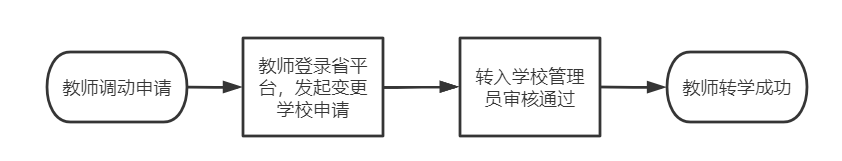 教师调动申请
教师登录省平
台，发起变更
学校申请
转入学校管理
员审核通过
教师转学成功